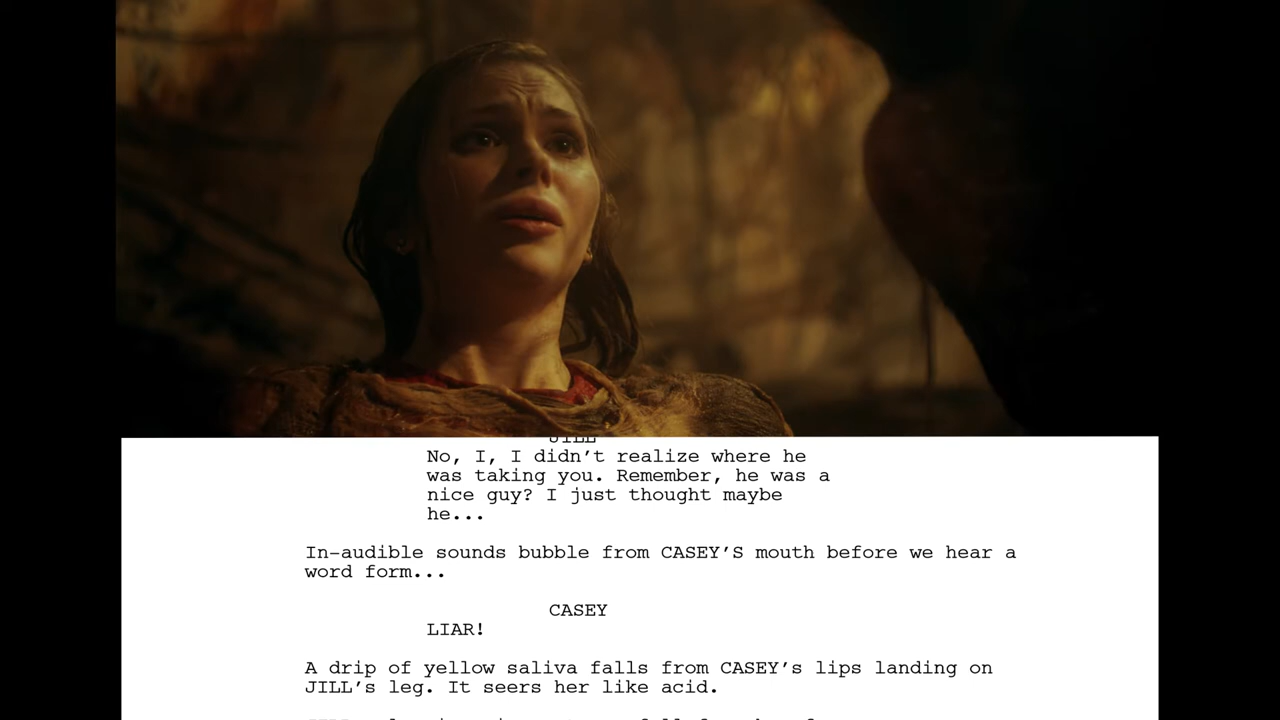 JILL
No, I, I didn't realize where he
was taking you. Remember, he was a
nice guy? I just thought maybe
he...
In-audible sounds bubble from CASEY'S mouth before we hear a
word form...
CASEY
LIAR!
A drip of yellow saliva falls from CASEY's lips landing on
JILL's leg. It seers her like acid.